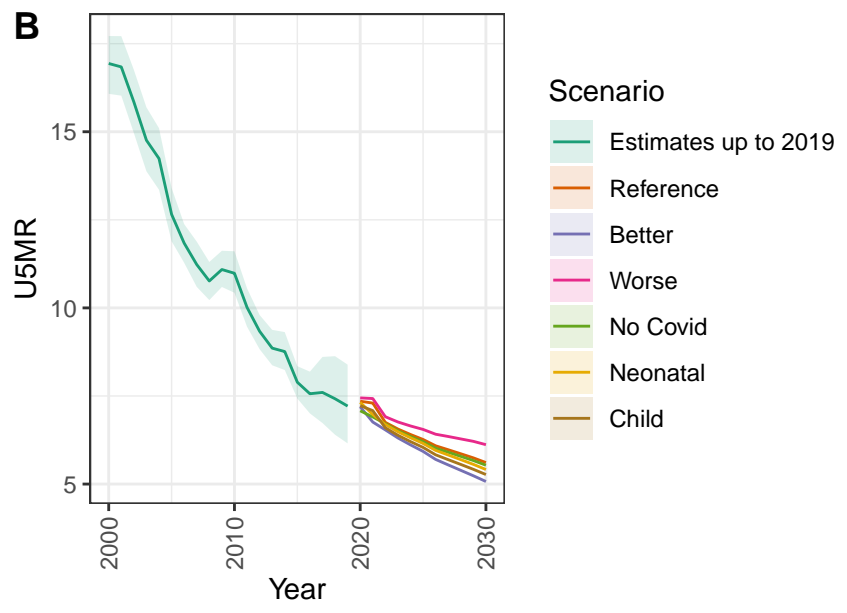 B
U5MR
15
10
5
2000
2010
2020
2030
Year
Scenario
Estimates up to 2019
Reference
Better
Worse
No Covid
Neonatal
Child